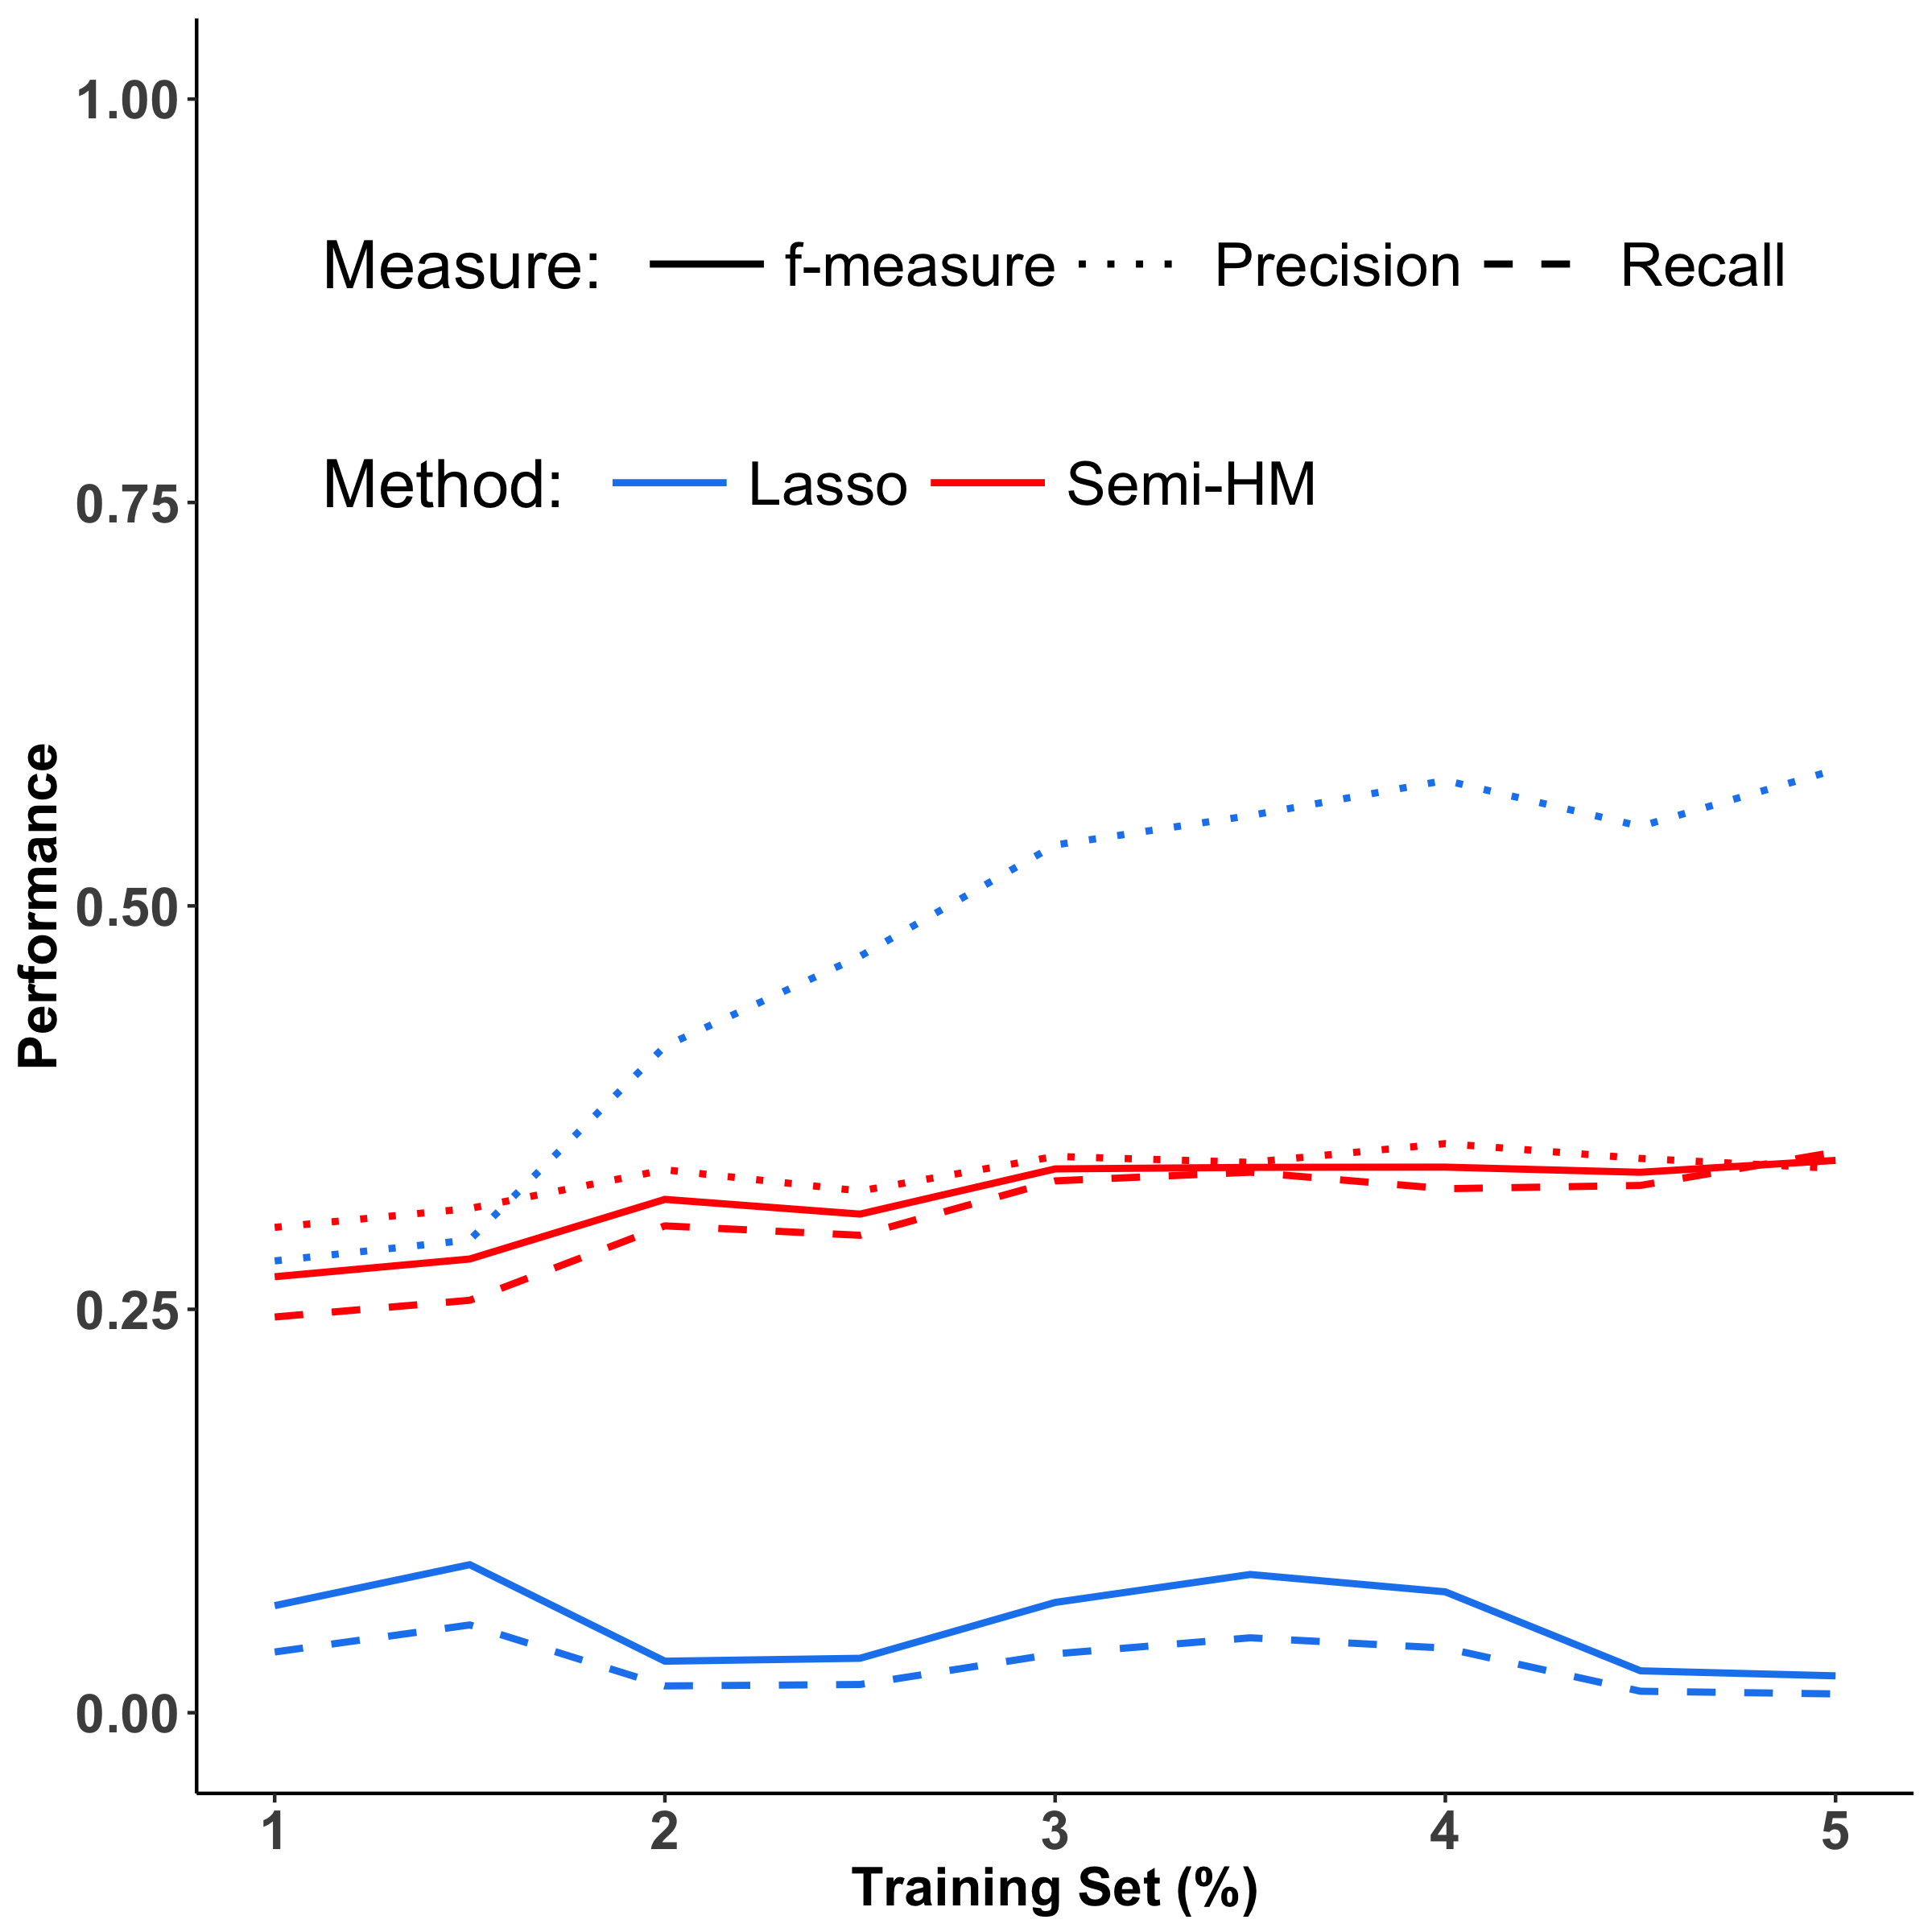 1.00
Measure: f-measure Precision Recall
Method: Lasso Semi-HM
0.75
Performance
0.50
0.25
0.00
1 2 3 4 5
Training Set (%)